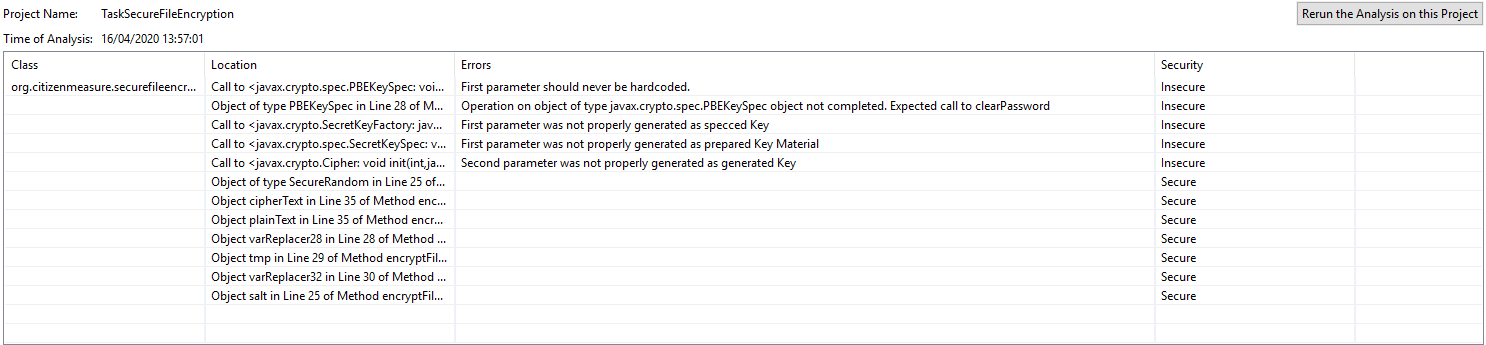 Project Name: TaskSecureFileEncryption
Rerun the Analysis on this Project
Time of Analysis: 16/04/2020 13:57:01
Class Location Errors Security
org.citizenmeasure.securefileencr... Call to <javax.crypto.spec.PBEKeySpec: voi... First parameter should never be hardcoded. Insecure
Object of type PBEKeySpec in Line 28 of M... Operation on object of type javax.crypto.spec.PBEKeySpec object not completed. Expected call to clearPassword Insecure
Call to <javax.crypto.SecretKeyFactory: jav... First parameter was not properly generated as specced Key Insecure
Call to <javax.crypto.spec.SecretKeySpec: v... First parameter was not properly generated as prepared Key Material Insecure
Call to <javax.crypto.Cipher: void init(int,ja... Second parameter was not properly generated as generated Key Insecure
Object of type SecureRandom in Line 25 of... Secure
Object cipherText in Line 35 of Method enc... Secure
Object plainText in Line 35 of Method encr... Secure
Object varReplacer28 in Line 28 of Method ... Secure
Object tmp in Line 29 of Method encryptFil... Secure
Object varReplacer32 in Line 30 of Method ... Secure
Object salt in Line 25 of Method encryptFil... Secure